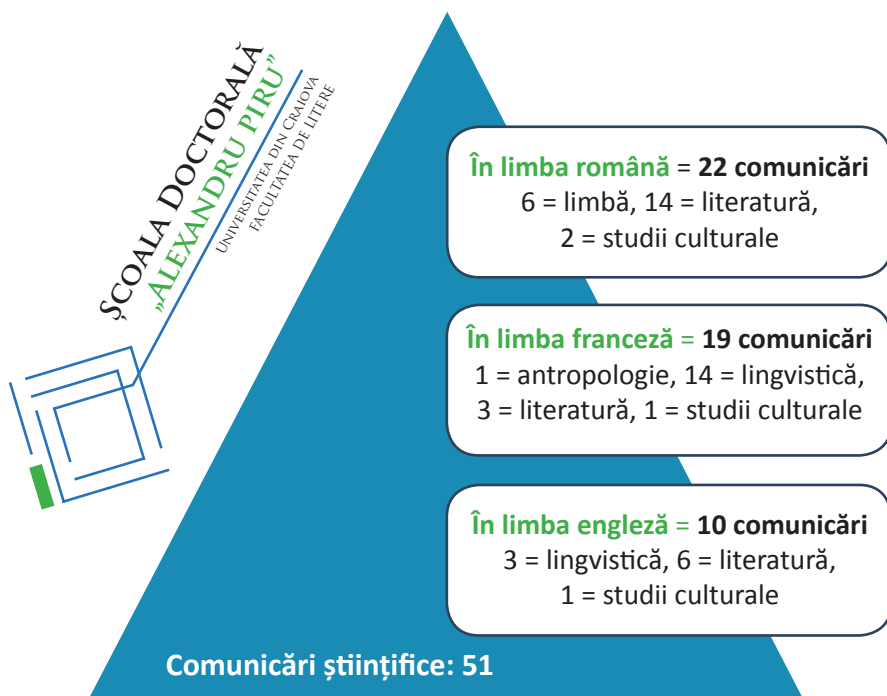 ȘCOALA DOCTORALĂ
„ALEXANDRU PIRU”
UNIVERSITATEA DIN CRAIOVA
FACULTATEA DE LITERE
În limba română = 22 comunicări
6 = limbă, 14 = literatură,
2 = studii culturale
În limba franceză = 19 comunicări
1 = antropologie, 14 = lingvistică,
3 = literatură, 1 = studii culturale
În limba engleză = 10 comunicări
3 = lingvistică, 6 = literatură,
1 = studii culturale
Comunicări științifice: 51